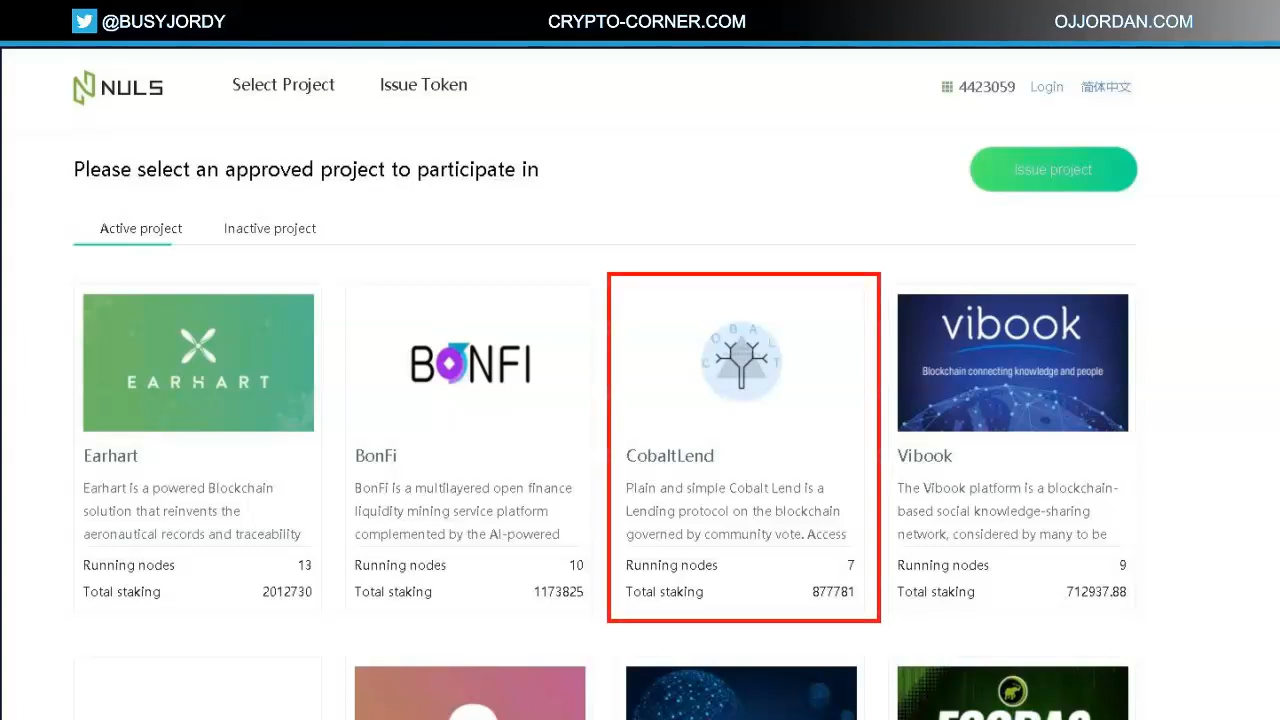 @BUSYJORDY
CRYPTO-CORNER.COM
OJJORDAN.COM
NULS
Select Project
Issue Token
4423059
Login
简体中文
Please select an approved project to participate in
Issue project
Active project
Inactive project
EARHART
BONFI
COBALT
vibook
Blockchain connecting knowledge and people
Earhart
Earhart is a powered Blockchain
solution that reinvents the
aeronautical records and traceability
Running nodes 13
Total staking 2012730
BonFi
BonFi is a multilayered open finance
liquidity mining service platform
complemented by the AI-powered
Running nodes 10
Total staking 1173825
CobaltLend
Plain and simple Cobalt Lend is a
Lending protocol on the blockchain
governed by community vote. Access
Running nodes 7
Total staking 877781
Vibook
The Vibook platform is a blockchain-
based social knowledge-sharing
network, considered by many to be
Running nodes 9
Total staking 712937.88